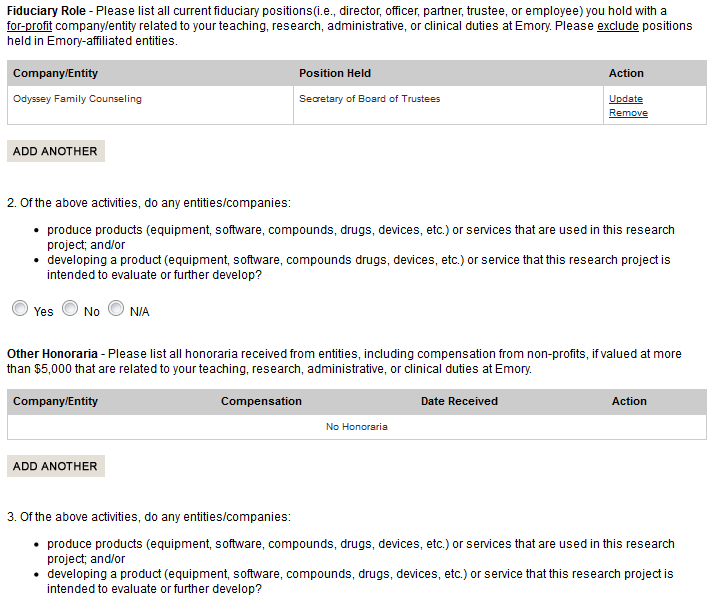 Fiduciary Role - Please list all current fiduciary positions(i.e., director, officer, partner, trustee, or employee) you hold with a
for-profit company/entity related to your teaching, research, administrative, or clinical duties at Emory. Please exclude positions
held in Emory-affiliated entities.
Company/Entity Position Held Action
Odyssey Family Counseling Secretary of Board of Trustees Update
Remove
ADD ANOTHER
2. Of the above activities, do any entities/companies:
• produce products (equipment, software, compounds, drugs, devices, etc.) or services that are used in this research
project; and/or
• developing a product (equipment, software, compounds drugs, devices, etc.) or service that this research project is
intended to evaluate or further develop?
Yes No N/A
Other Honoraria - Please list all honoraria received from entities, including compensation from non-profits, if valued at more
than $5,000 that are related to your teaching, research, administrative, or clinical duties at Emory.
Company/Entity Compensation Date Received Action
No Honoraria
ADD ANOTHER
3. Of the above activities, do any entities/companies:
• produce products (equipment, software, compounds, drugs, devices, etc.) or services that are used in this research
project; and/or
• developing a product (equipment, software, compounds, drugs, devices, etc.) or service that this research project is
intended to evaluate or further develop?